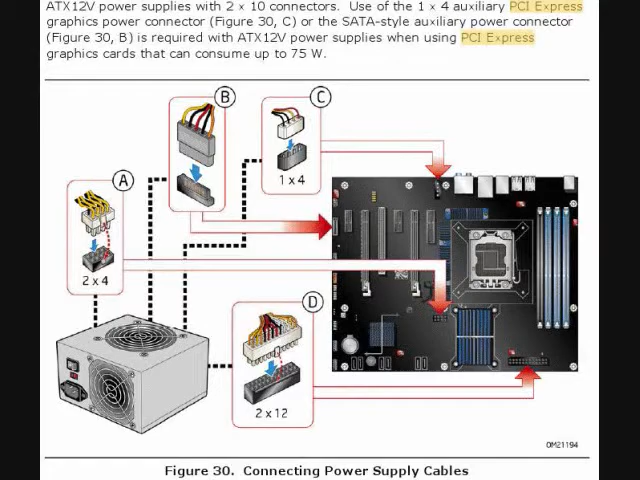 ATX12V power supplies with 2 x 10 connectors. Use of the 1 x 4 auxiliary PCI Express
graphics power connector (Figure 30, C) or the SATA-style auxiliary power connector
(Figure 30, B) is required with ATX12V power supplies when using PCI Express
graphics cards that can consume up to 75 W.
B
C
1 x 4
A
2 x 4
D
2 x 12
OM21194
Figure 30. Connecting Power Supply Cables